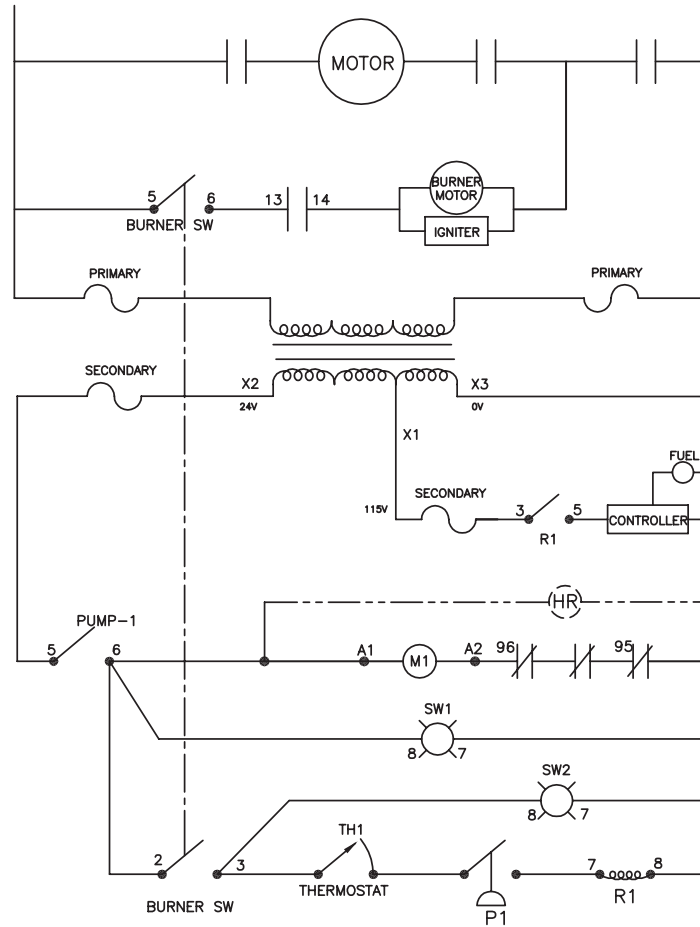 MOTOR
5
6
13
14
BURNER SW
BURNER
MOTOR
IGNITER
PRIMARY
PRIMARY
SECONDARY
X2
24V
X3
0V
X1
115V
SECONDARY
3
5
R1
FUEL
CONTROLLER
HR
PUMP-1
5
6
A1
M1
A2
96
95
SW1
8
7
SW2
8
7
TH1
2
3
THERMOSTAT
P1
7
8
R1
BURNER SW